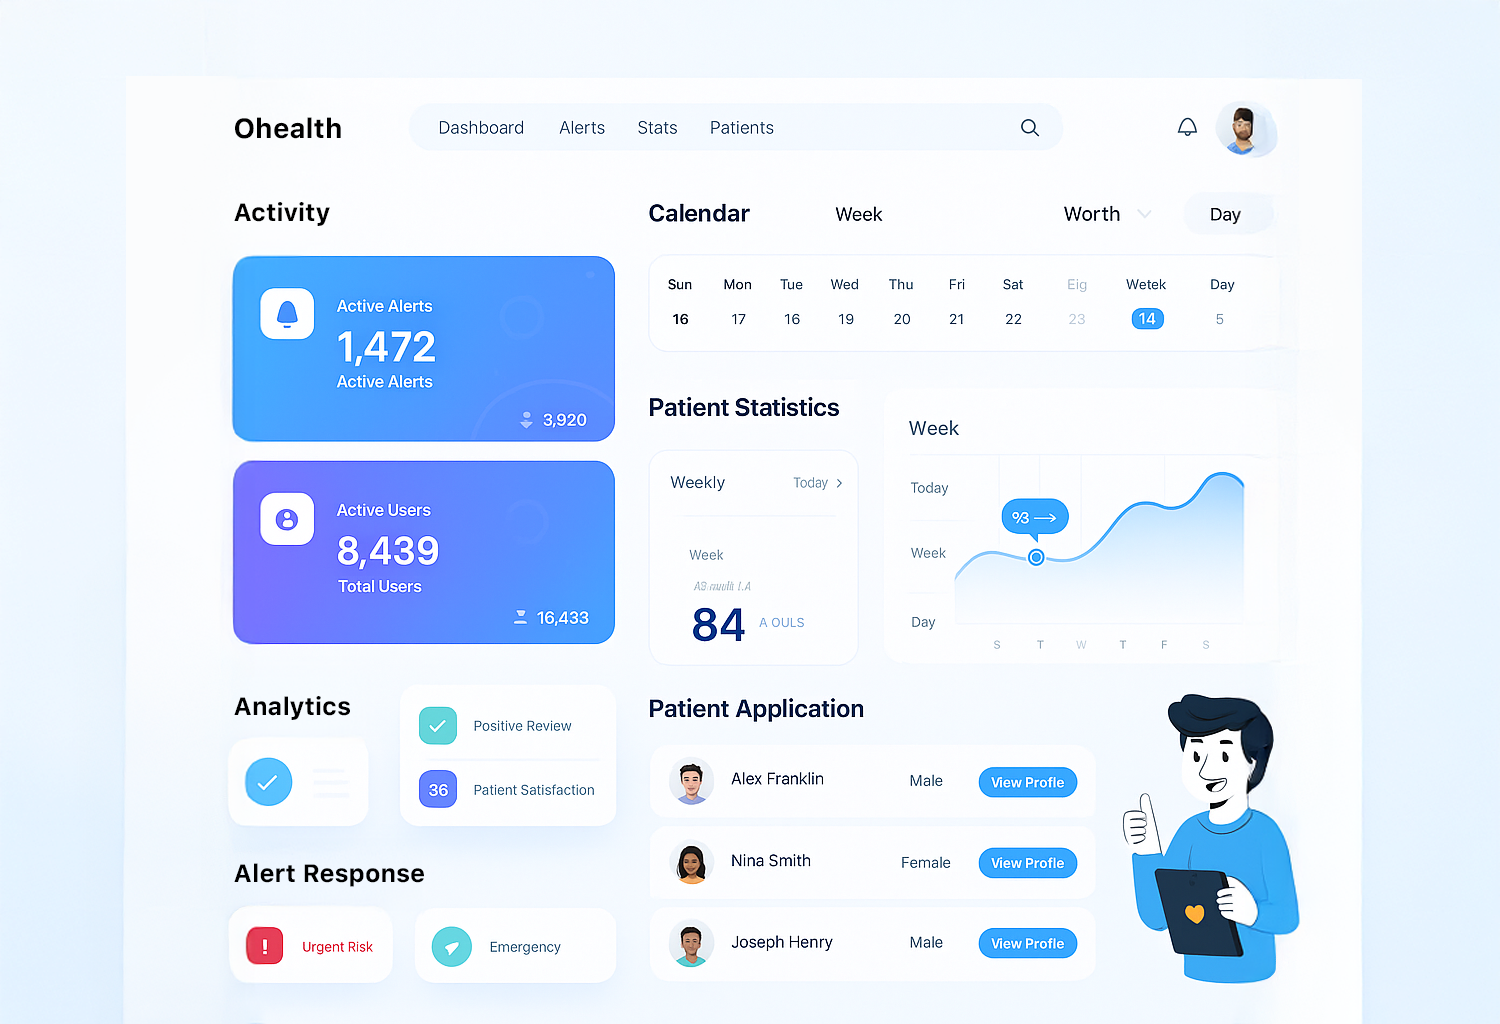 Ohealth
Dashboard Alerts Stats Patients
Activity
Active Alerts
1,472
Active Alerts
3,920
Active Users
8,439
Total Users
16,433
Calendar Week Worth Day
Sun Mon Tue Wed Thu Fri Sat Eig Wetek Day
16 17 16 19 20 21 22 23 14 5
Patient Statistics
Weekly Today
Week
84 A OULS
Week
Today
Week
Day
S T W T F S
Analytics
Positive Review
36 Patient Satisfaction
Alert Response
! Urgent Risk
Emergency
Patient Application
Alex Franklin Male View Profle
Nina Smith Female View Profle
Joseph Henry Male View Profle